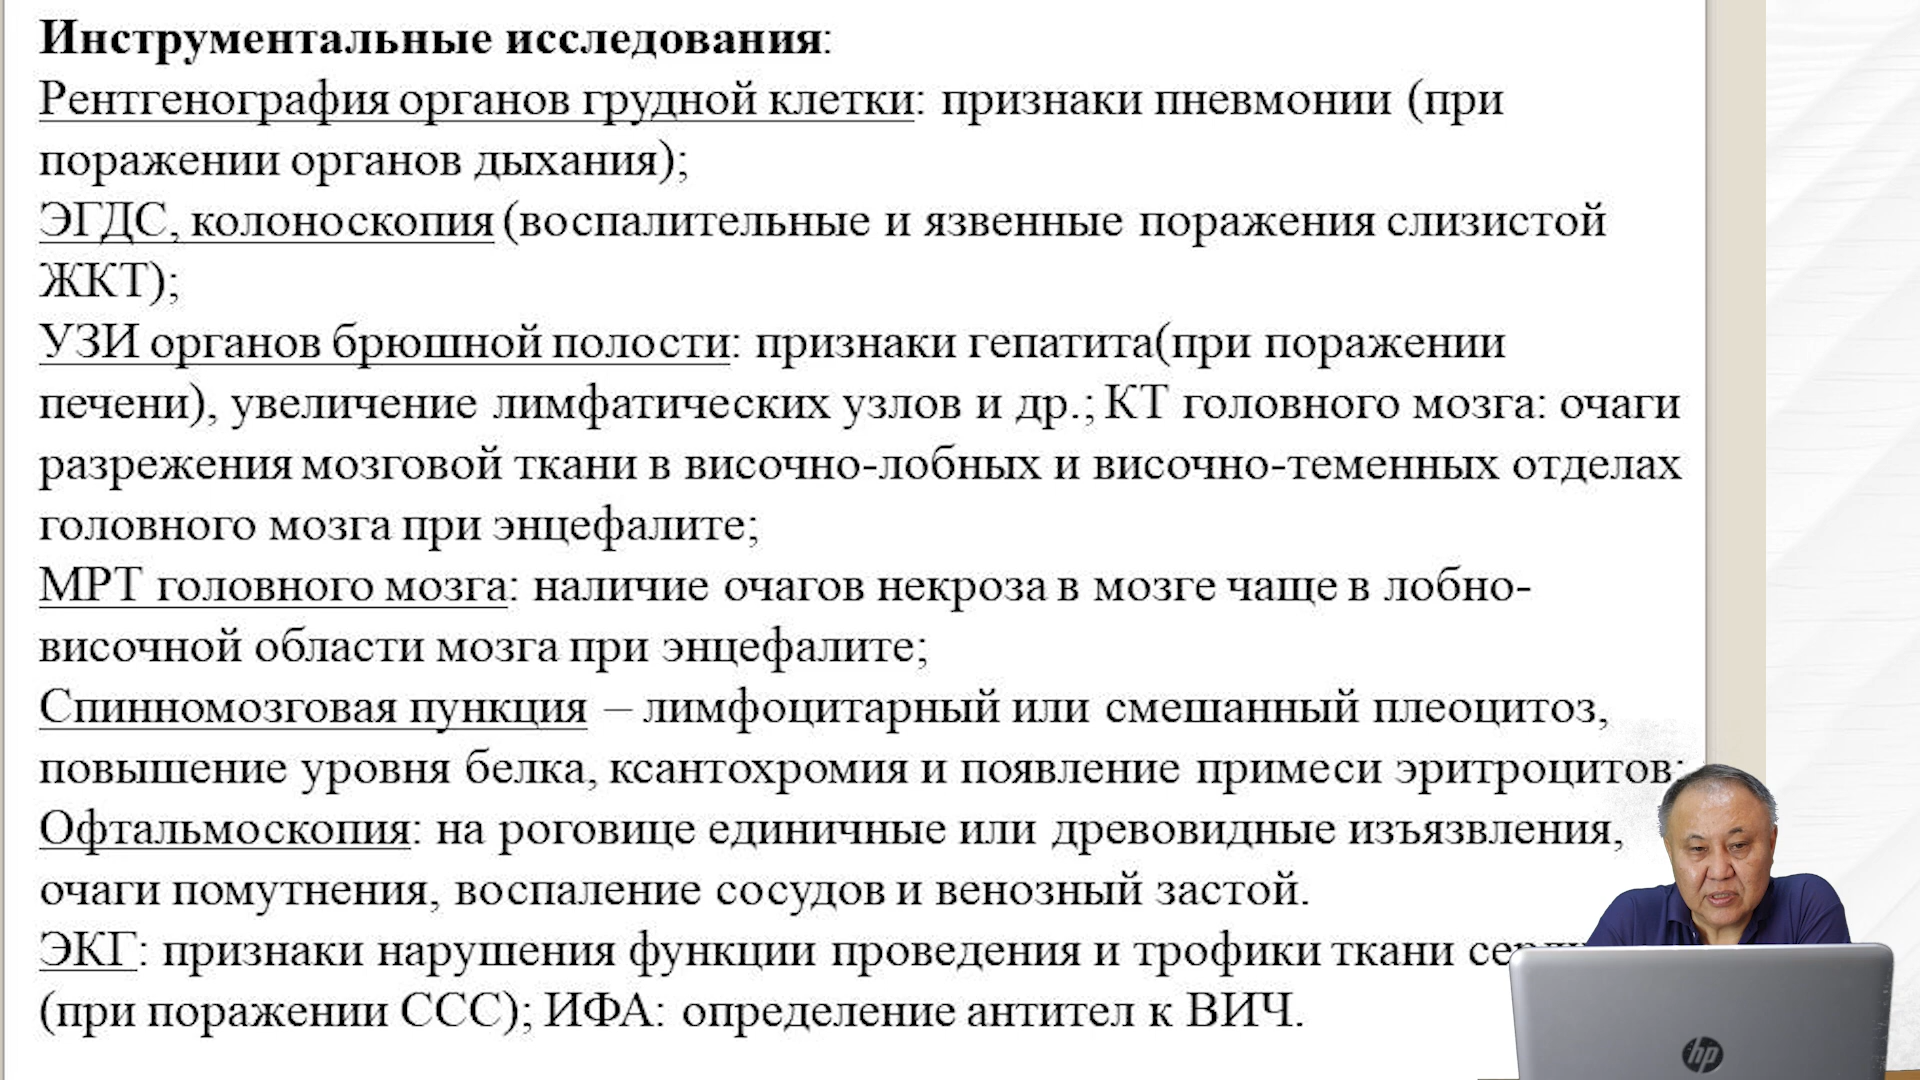 Инструментальные исследования:
Рентгенография органов грудной клетки: признаки пневмонии (при
поражении органов дыхания);
ЭГДС, колоноскопия (воспалительные и язвенные поражения слизистой
ЖКТ);
УЗИ органов брюшной полости: признаки гепатита(при поражении
печени), увеличение лимфатических узлов и др.; КТ головного мозга: очаги
разрежения мозговой ткани в височно-лобных и височно-теменных отделах
головного мозга при энцефалите;
МРТ головного мозга: наличие очагов некроза в мозге чаще в лобно-
височной области мозга при энцефалите;
Спинномозговая пункция – лимфоцитарный или смешанный плеоцитоз,
повышение уровня белка, ксантохромия и появление примеси эритроцитов;
Офтальмоскопия: на роговице единичные или древовидные изъязвления,
очаги помутнения, воспаление сосудов и венозный застой.
ЭКГ: признаки нарушения функции проведения и трофики ткани
(при поражении ССС); ИФА: определение антител к ВИЧ.
hp